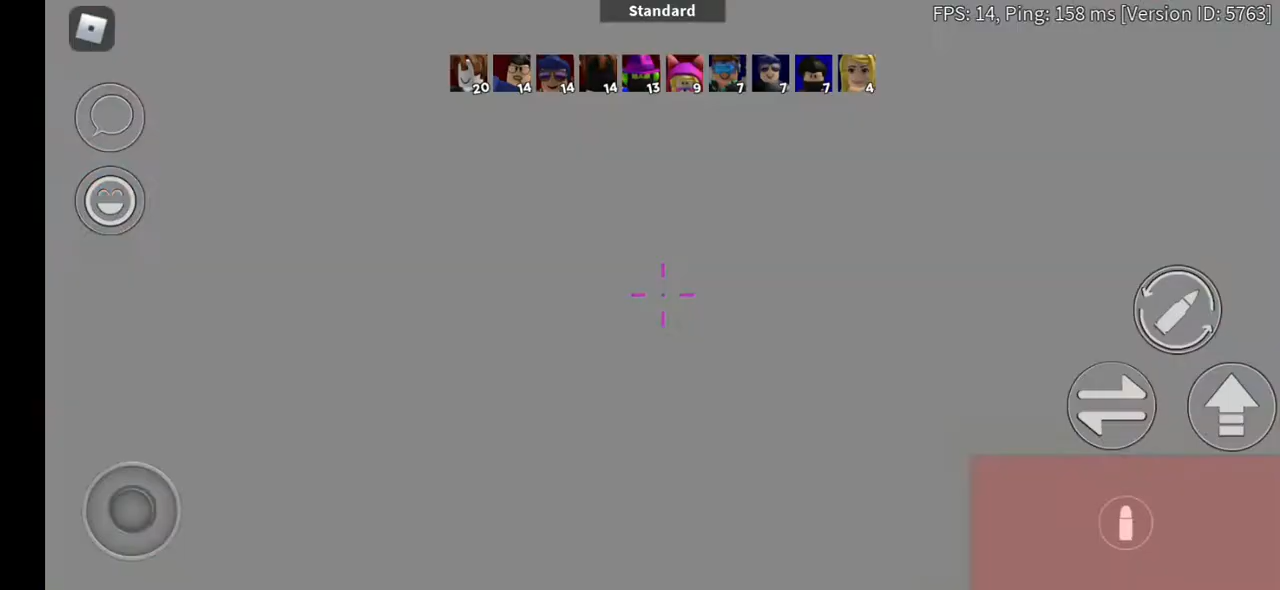 Standard
FPS: 14, Ping: 158 ms [Version ID: 5763]
20 14 14 14 13 9 7 7 7 4